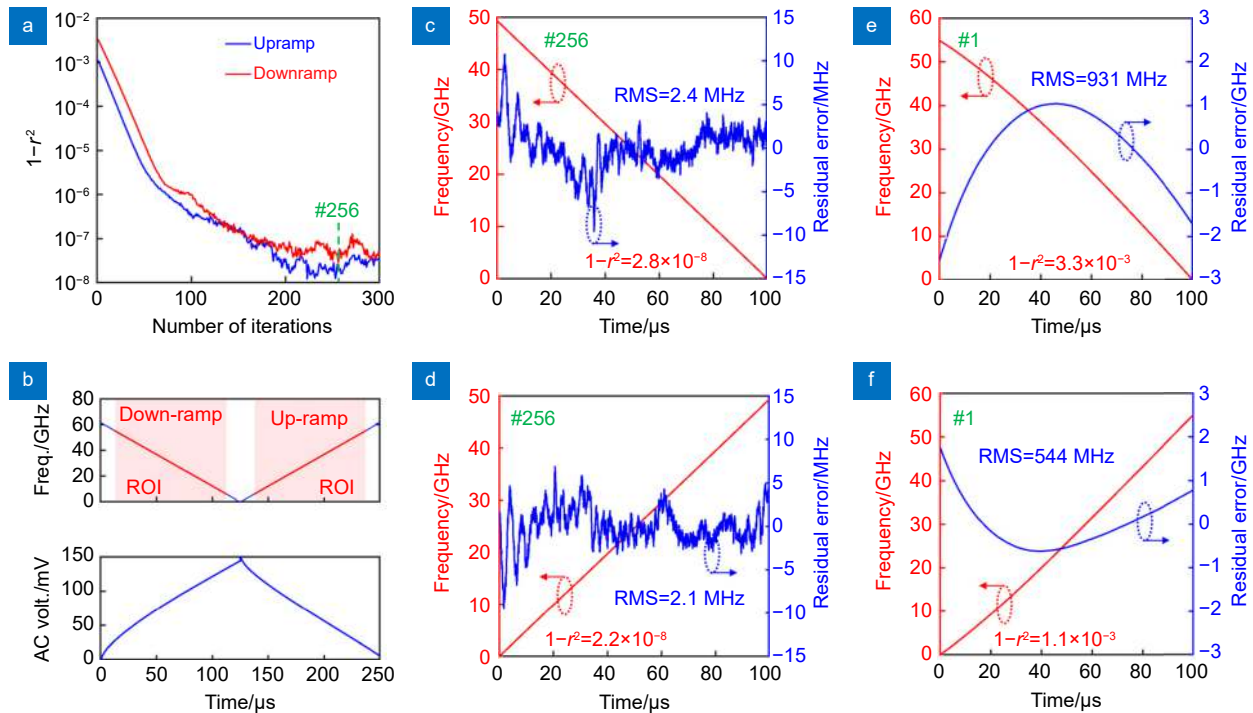 a
Upramp
Downramp
10⁻²
10⁻³
10⁻⁴
10⁻⁵
10⁻⁶
10⁻⁷
10⁻⁸
1−r²
#256
0 100 200 300
Number of iterations
b
Down-ramp Up-ramp
ROI ROI
80
60
40
20
0
Freq./GHz
150
100
50
0
AC volt./mV
0 50 100 150 200 250
Time/μs
c
#256
RMS=2.4 MHz
1−r²=2.8×10⁻⁸
50
40
30
20
10
0
Frequency/GHz
15
10
5
0
−5
−10
−15
Residual error/MHz
0 20 40 60 80 100
Time/μs
d
#256
RMS=2.1 MHz
1−r²=2.2×10⁻⁸
50
40
30
20
10
0
Frequency/GHz
15
10
5
0
−5
−10
−15
Residual error/MHz
0 20 40 60 80 100
Time/μs
e
#1
RMS=931 MHz
1−r²=3.3×10⁻³
60
50
40
30
20
10
0
Frequency/GHz
3
2
1
0
−1
−2
−3
Residual error/GHz
0 20 40 60 80 100
Time/μs
f
#1
RMS=544 MHz
1−r²=1.1×10⁻³
60
50
40
30
20
10
0
Frequency/GHz
3
2
1
0
−1
−2
−3
Residual error/GHz
0 20 40 60 80 100
Time/μs